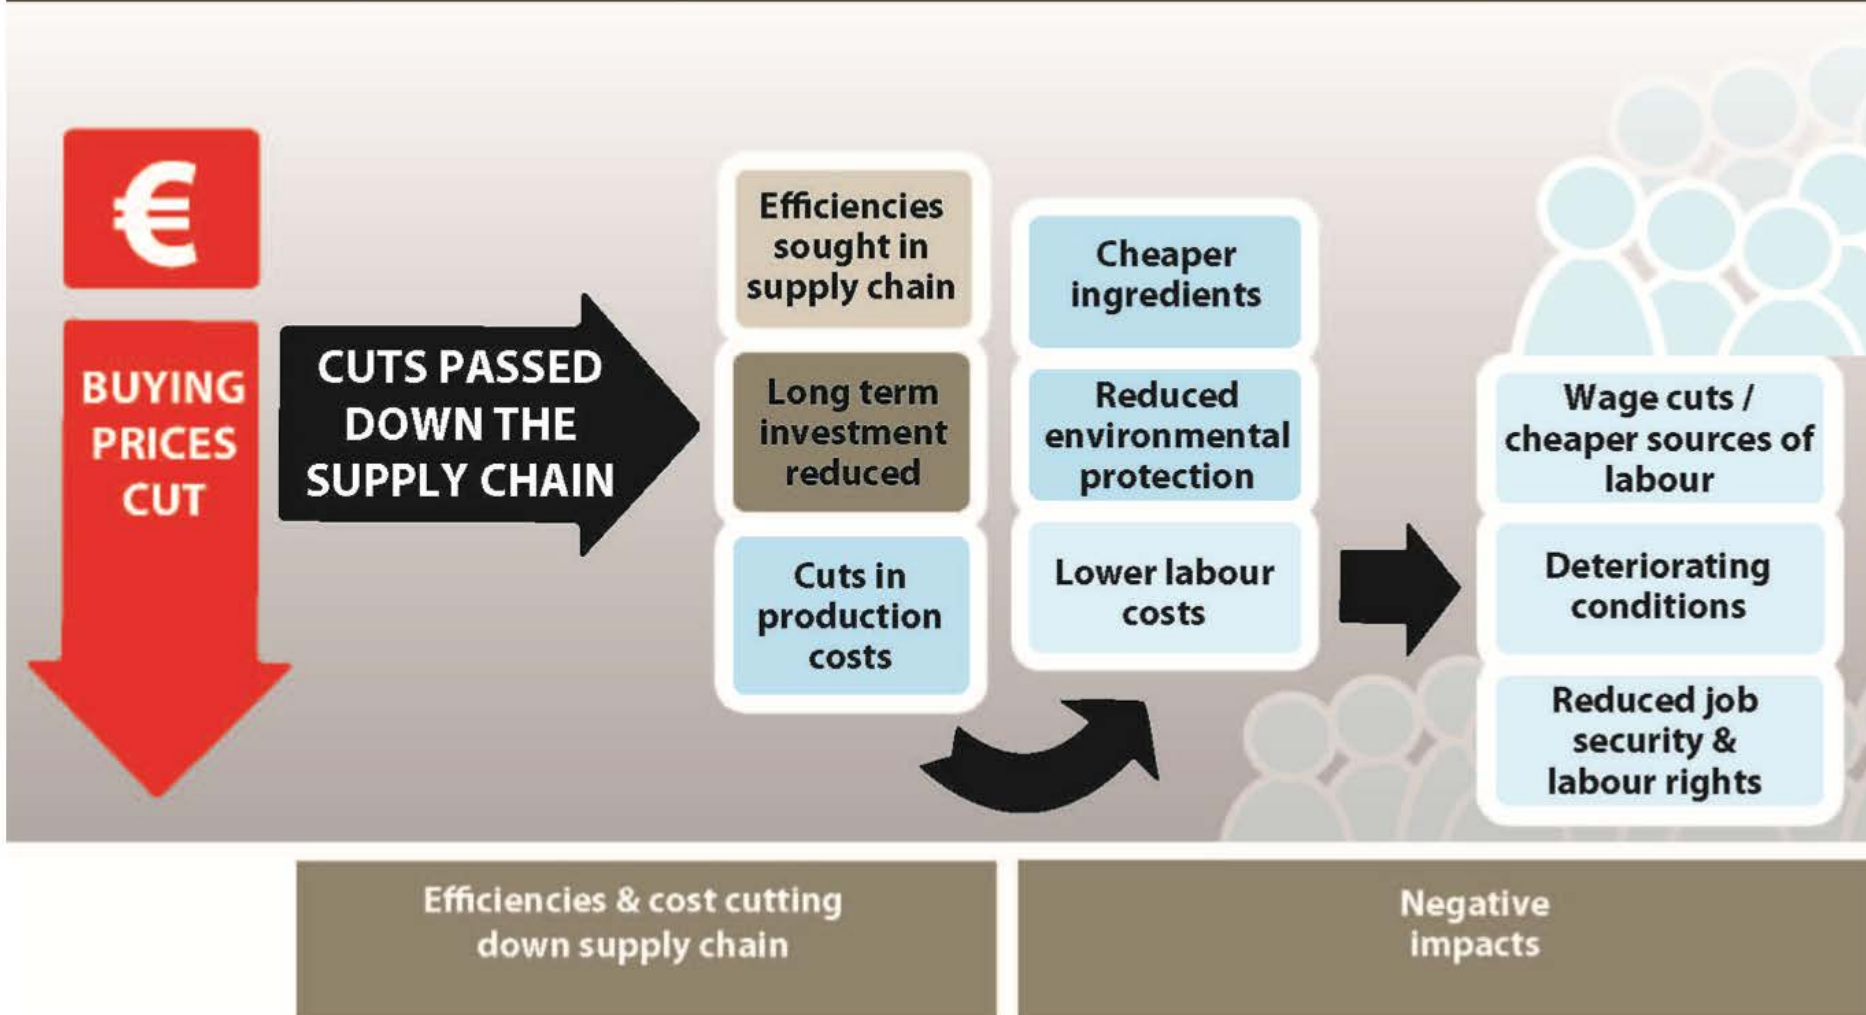 €
BUYING
PRICES
CUT
CUTS PASSED
DOWN THE
SUPPLY CHAIN
Efficiencies
sought in
supply chain
Long term
investment
reduced
Cuts in
production
costs
Cheaper
ingredients
Reduced
environmental
protection
Lower labour
costs
Wage cuts /
cheaper sources of
labour
Deteriorating
conditions
Reduced job
security &
labour rights
Efficiencies & cost cutting
down supply chain
Negative
impacts